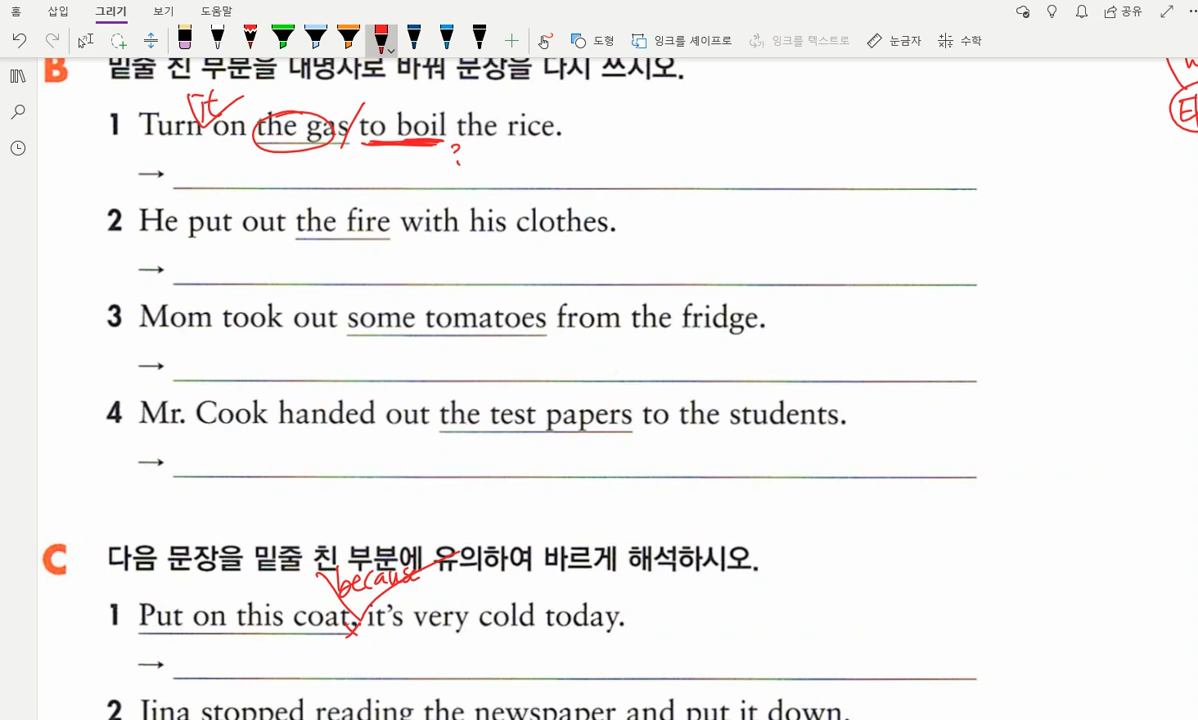 홈 삽입 그리기 보기 도움말 공유
도형 잉크를 셰이프로 잉크를 텍스트로 눈금자 수학
B 밑줄 친 부분을 대명사로 바꿔 문장을 다시 쓰시오.
it
1 Turn on the gas / to boil the rice.
?
→
2 He put out the fire with his clothes.
→
3 Mom took out some tomatoes from the fridge.
→
4 Mr. Cook handed out the test papers to the students.
→
C 다음 문장을 밑줄 친 부분에 유의하여 바르게 해석하시오.
because
1 Put on this coat, it's very cold today.
→
2 Jina stopped reading the newspaper and put it down.